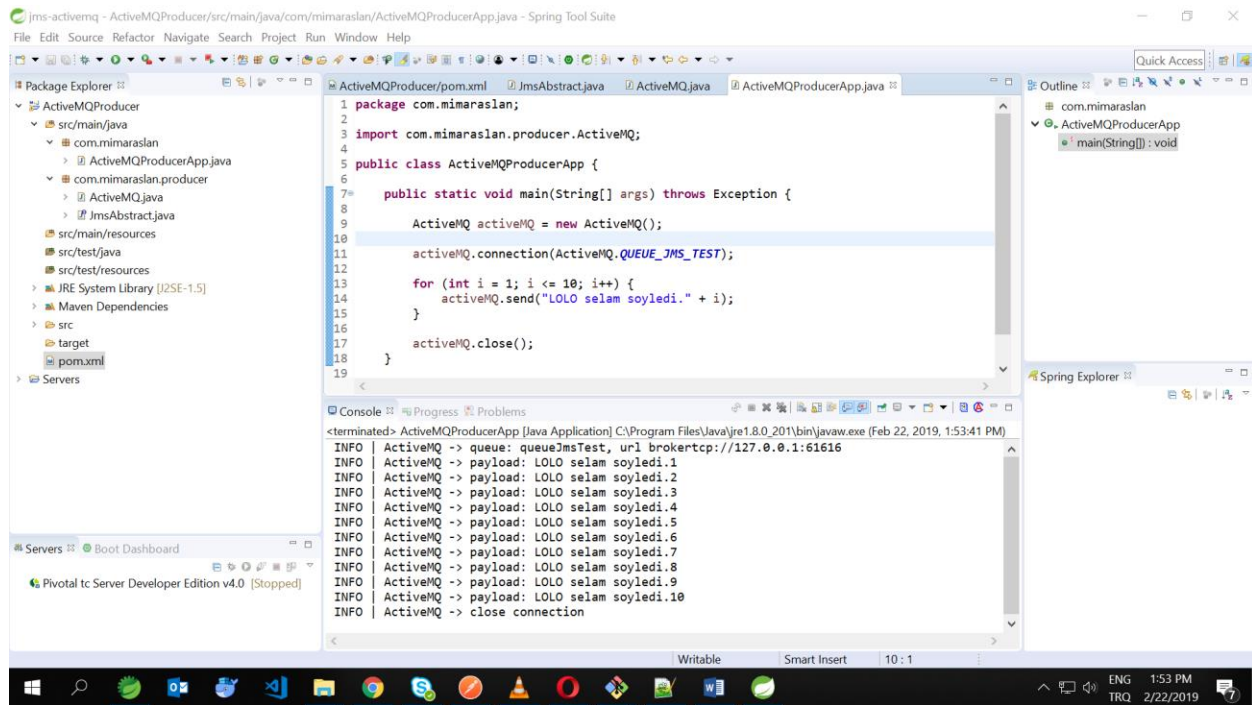 jms-activemq - ActiveMQProducer/src/main/java/com/mimaraslan/ActiveMQProducerApp.java - Spring Tool Suite
File Edit Source Refactor Navigate Search Project Run Window Help
Quick Access
Package Explorer
ActiveMQProducer
src/main/java
com.mimaraslan
ActiveMQProducerApp.java
com.mimaraslan.producer
ActiveMQ.java
JmsAbstract.java
src/main/resources
src/test/java
src/test/resources
JRE System Library [J2SE-1.5]
Maven Dependencies
src
target
pom.xml
Servers
Servers Boot Dashboard
Pivotal tc Server Developer Edition v4.0 [Stopped]
ActiveMQProducer/pom.xml JmsAbstract.java ActiveMQ.java ActiveMQProducerApp.java
1 package com.mimaraslan;
2
3 import com.mimaraslan.producer.ActiveMQ;
4
5 public class ActiveMQProducerApp {
6
7 public static void main(String[] args) throws Exception {
8
9 ActiveMQ activeMQ = new ActiveMQ();
10
11 activeMQ.connection(ActiveMQ.QUEUE_JMS_TEST);
12
13 for (int i = 1; i <= 10; i++) {
14 activeMQ.send("LOLO selam soyledi." + i);
15 }
16
17 activeMQ.close();
18 }
19
Console Progress Problems
<terminated> ActiveMQProducerApp [Java Application] C:\Program Files\Java\jre1.8.0_201\bin\javaw.exe (Feb 22, 2019, 1:53:41 PM)
INFO | ActiveMQ -> queue: queueJmsTest, url brokertcp://127.0.0.1:61616
INFO | ActiveMQ -> payload: LOLO selam soyledi.1
INFO | ActiveMQ -> payload: LOLO selam soyledi.2
INFO | ActiveMQ -> payload: LOLO selam soyledi.3
INFO | ActiveMQ -> payload: LOLO selam soyledi.4
INFO | ActiveMQ -> payload: LOLO selam soyledi.5
INFO | ActiveMQ -> payload: LOLO selam soyledi.6
INFO | ActiveMQ -> payload: LOLO selam soyledi.7
INFO | ActiveMQ -> payload: LOLO selam soyledi.8
INFO | ActiveMQ -> payload: LOLO selam soyledi.9
INFO | ActiveMQ -> payload: LOLO selam soyledi.10
INFO | ActiveMQ -> close connection
Outline
com.mimaraslan
ActiveMQProducerApp
main(String[]) : void
Spring Explorer
Writable Smart Insert 10 : 1
ENG 1:53 PM
TRQ 2/22/2019
7